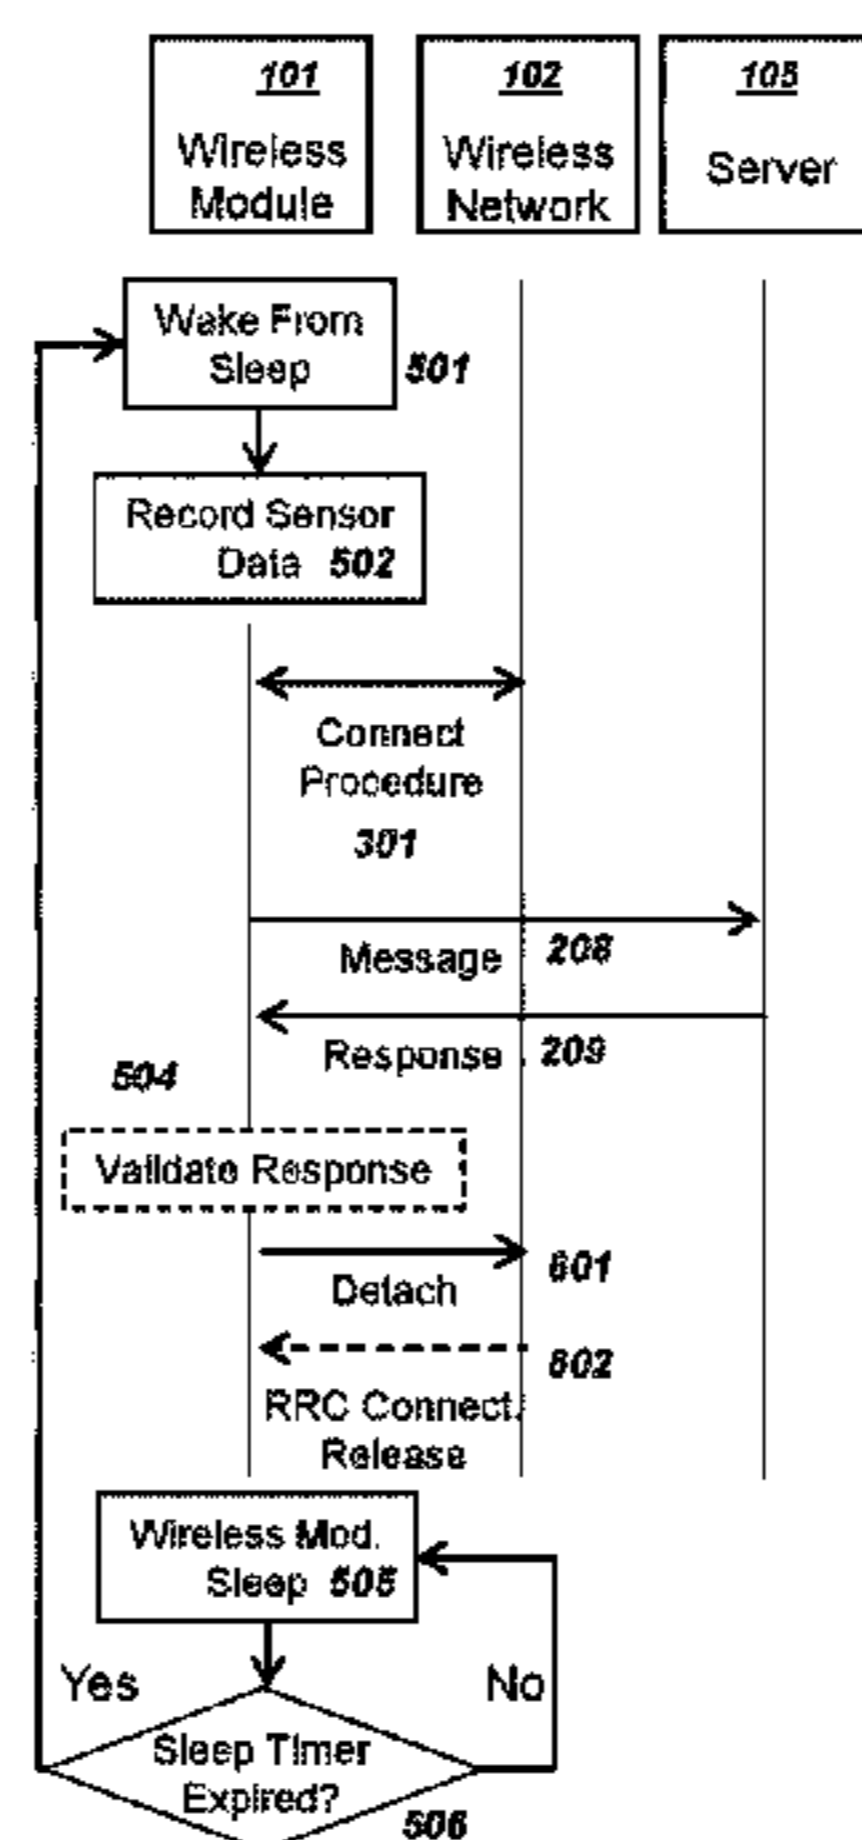 101
Wireless
Module
102
Wireless
Network
105
Server
Wake From
Sleep
501
Record Sensor
Data 502
Connect
Procedure
301
Message
208
Response
209
504
Validate Response
Detach
601
602
RRC Connect.
Release
Wireless Mod.
Sleep 505
Yes
No
Sleep Timer
Expired?
506